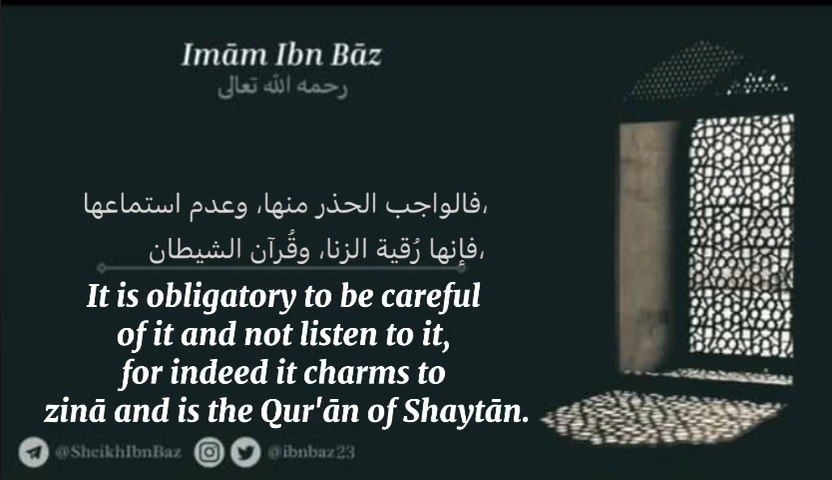 Imām Ibn Bāz
رحمه الله تعالى
فالواجب الحذر منها، وعدم استماعها،
فإنها رُقية الزنا، وقُرآن الشيطان،
It is obligatory to be careful
of it and not listen to it,
for indeed it charms to
zinā and is the Qur'ān of Shayṭān.
@SheikhIbnBaz @ibnbaz23